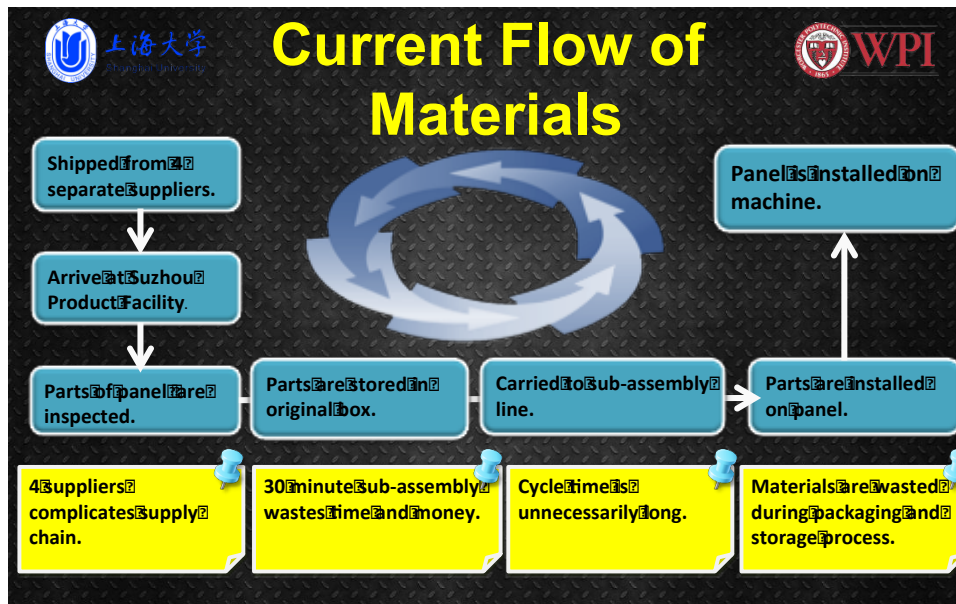 上海大学
Shanghai University
Current Flow of
Materials
WPI
Shipped from 4
separate suppliers.
Arrive at Suzhou
Product Facility.
Parts of panel are
inspected.
Parts are stored in
original box.
Carried to sub-assembly
line.
Parts are installed
on panel.
Panel is installed on
machine.
4 suppliers
complicates supply
chain.
30 minute sub-assembly
wastes time and money.
Cycle time is
unnecessarily long.
Materials are wasted
during packaging and
storage process.